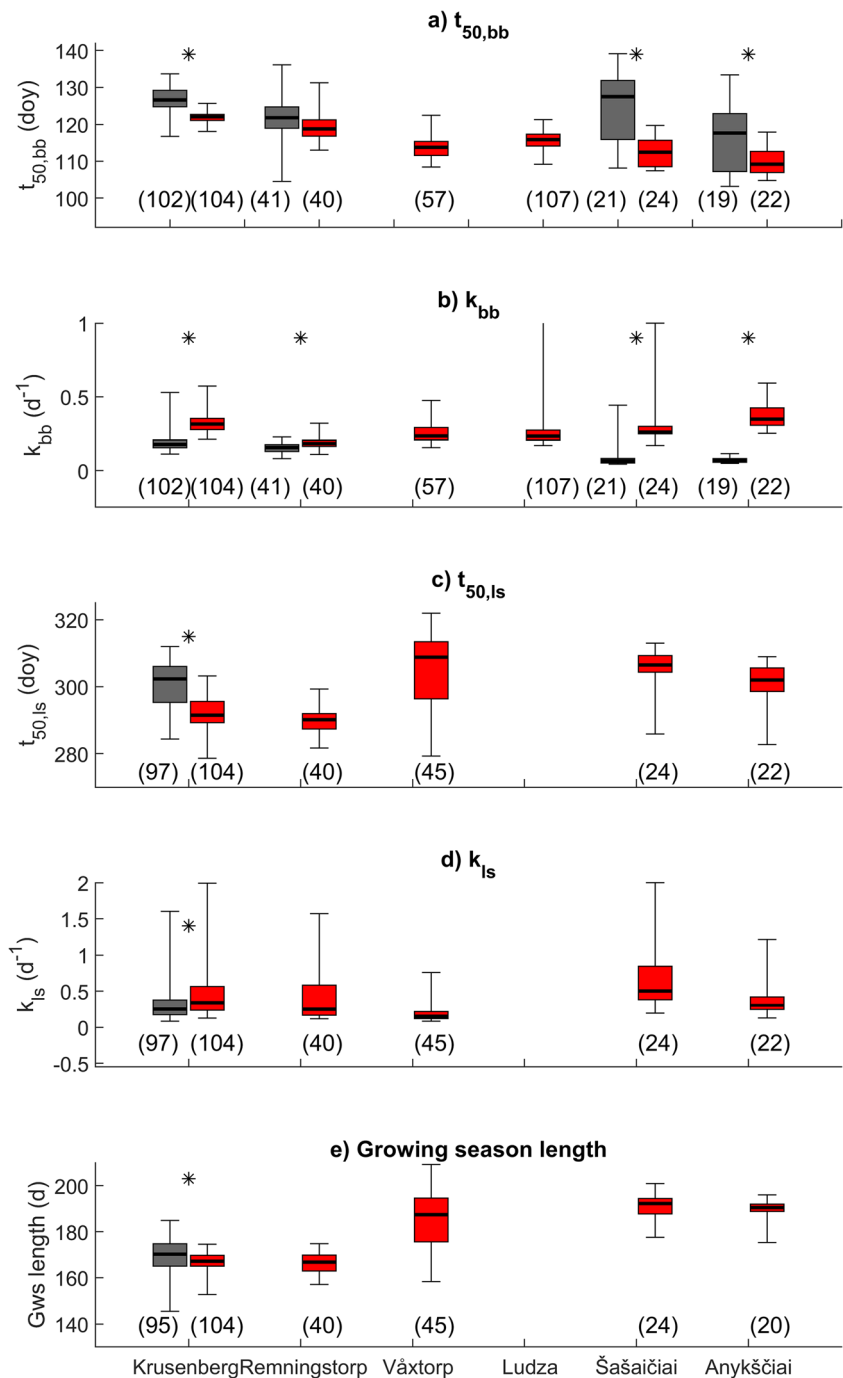 a) t50,bb
t50,bb (doy)
140
130
120
110
100
(102) (104) (41) (40) (57) (107) (21) (24) (19) (22)
* * *
b) kbb
kbb (d-1)
1
0.5
0
(102) (104) (41) (40) (57) (107) (21) (24) (19) (22)
* * * *
c) t50,ls
t50,ls (doy)
320
300
280
(97) (104) (40) (45) (24) (22)
*
d) kls
kls (d-1)
2
1.5
1
0.5
0
-0.5
(97) (104) (40) (45) (24) (22)
*
e) Growing season length
Gws length (d)
200
180
160
140
(95) (104) (40) (45) (24) (20)
*
Krusenberg Remningstorp Våxtorp Ludza Šašaičiai Anykščiai